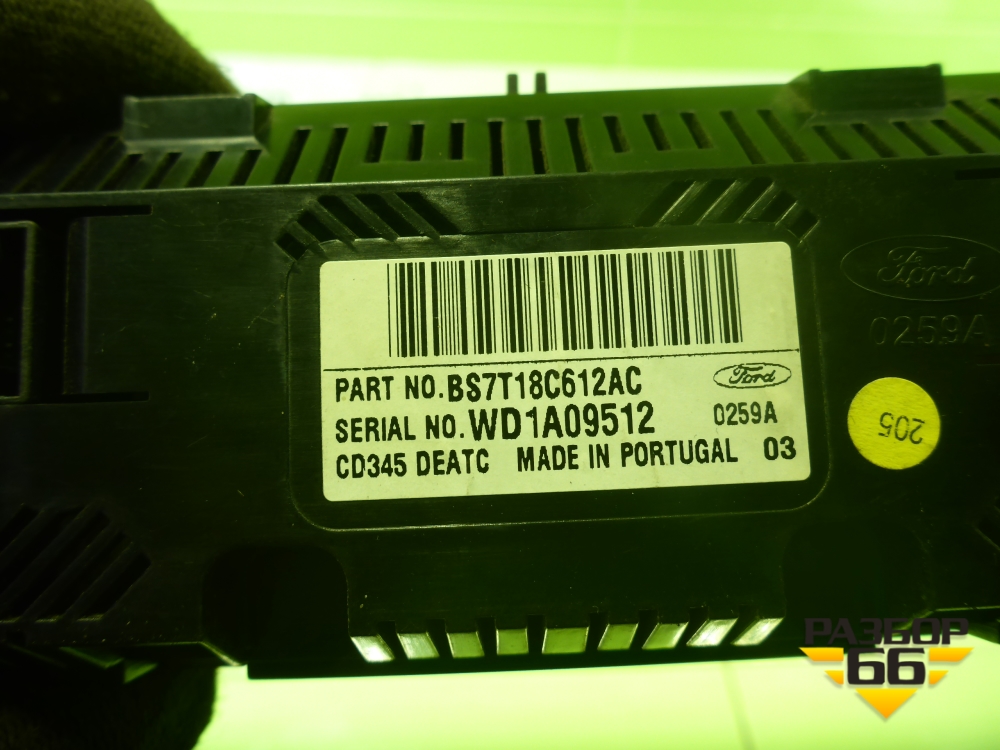 PART NO. BS7T18C612AC
Ford
SERIAL NO. WD1A09512
0259A
CD345 DEATC MADE IN PORTUGAL 03
Ford
0259A
205
РАЗБОР
66